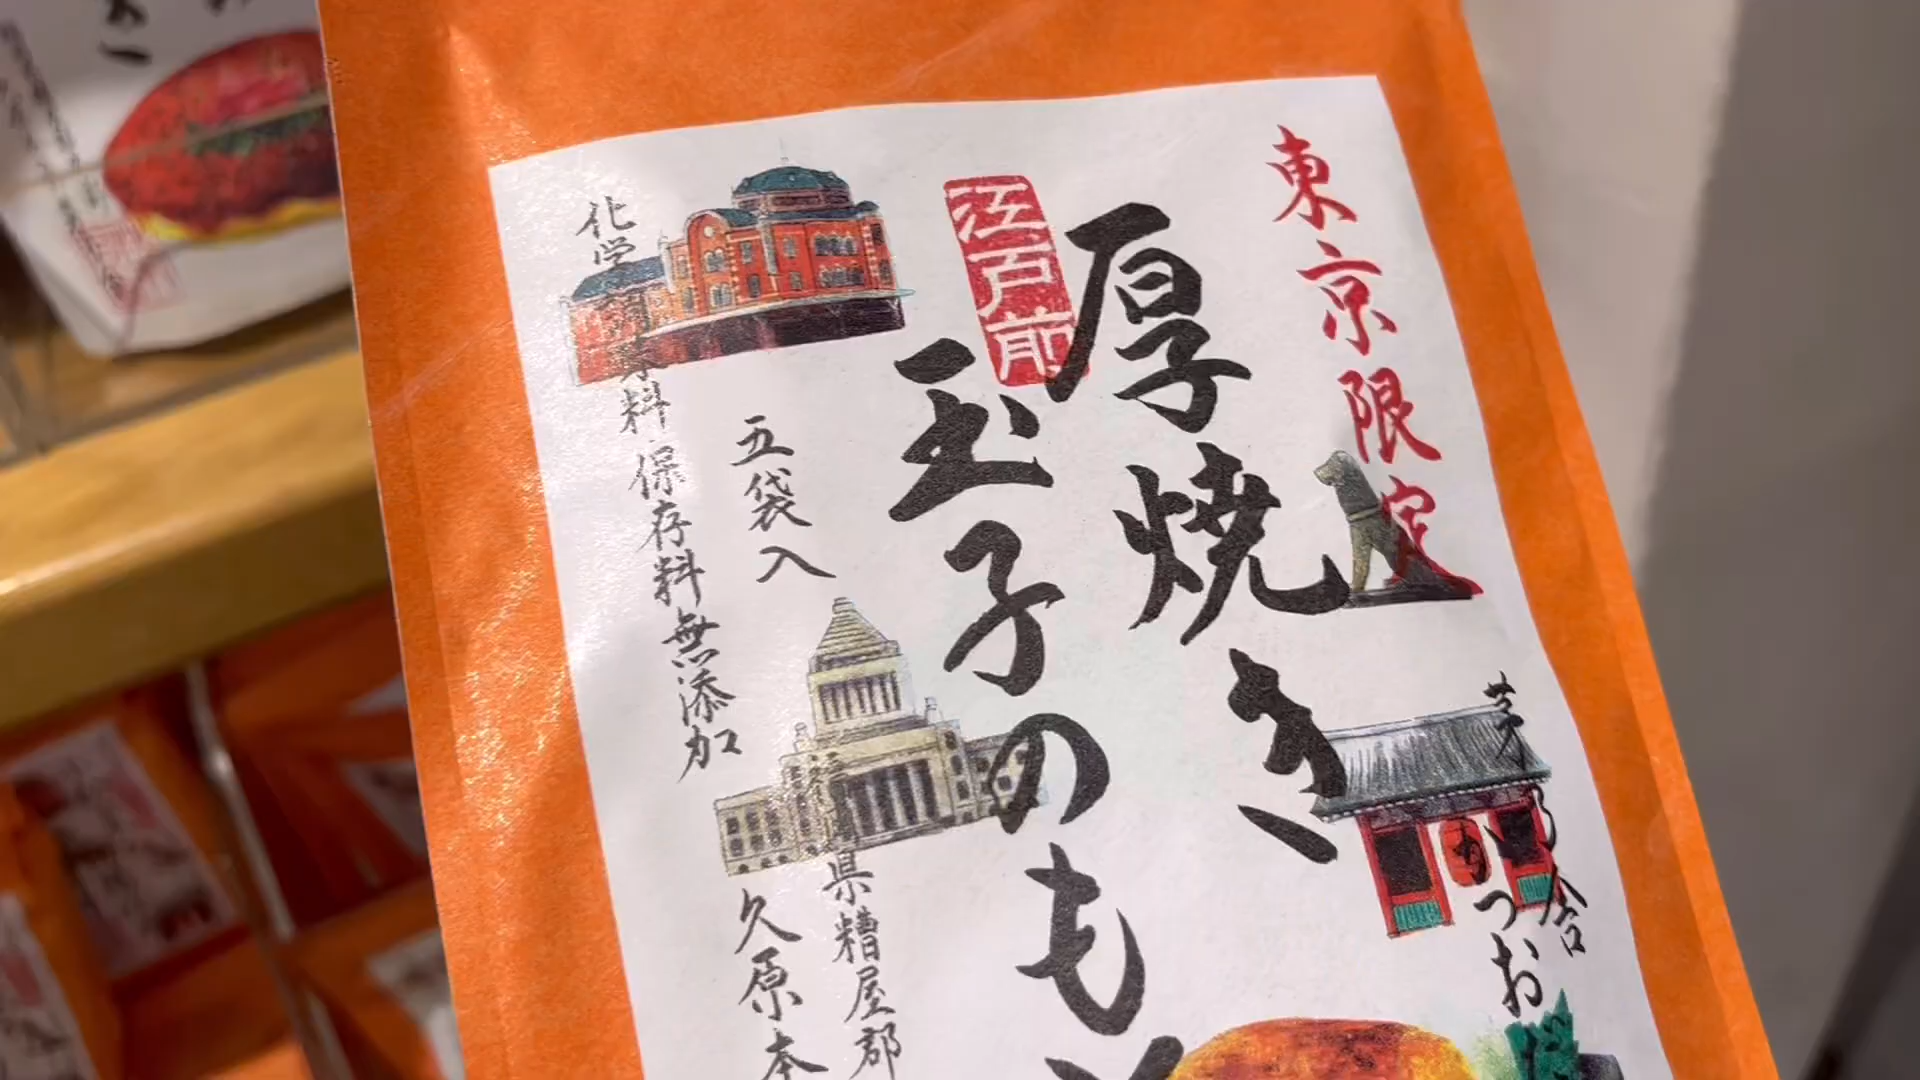 東京限定
江戸前
厚焼き
玉子のも
かつお
五袋入
料保存料無添加
化学
県糟屋郡
久原本